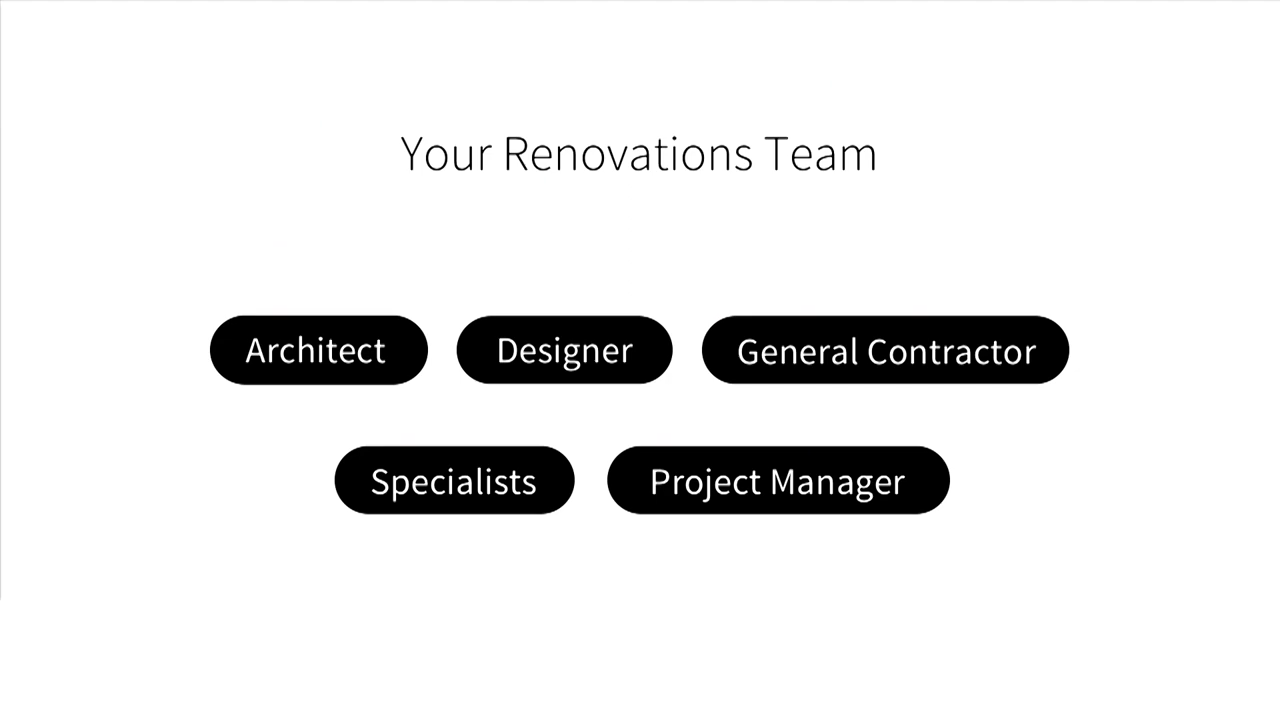 Your Renovations Team
Architect Designer General Contractor
Specialists Project Manager